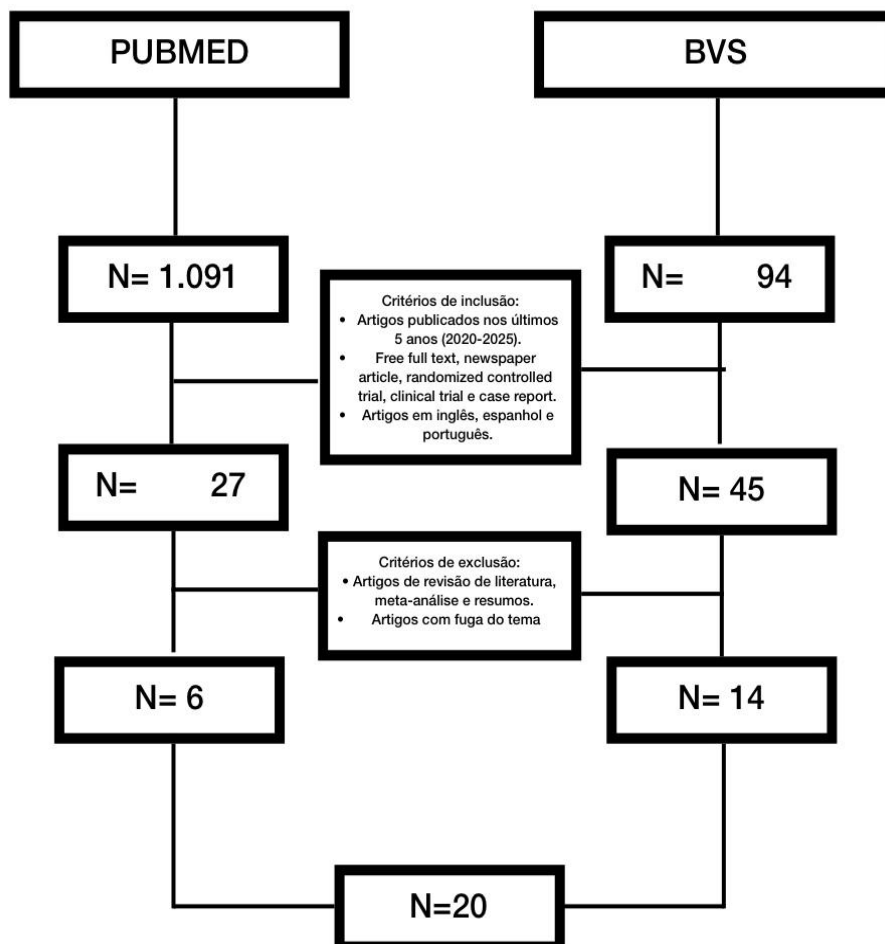 PUBMED
BVS
N= 1.091
N= 94
Critérios de inclusão:
• Artigos publicados nos últimos
5 anos (2020-2025).
• Free full text, newspaper
article, randomized controlled
trial, clinical trial e case report.
• Artigos em inglês, espanhol e
português.
N= 27
N= 45
Critérios de exclusão:
• Artigos de revisão de literatura,
meta-análise e resumos.
• Artigos com fuga do tema
N= 6
N= 14
N=20